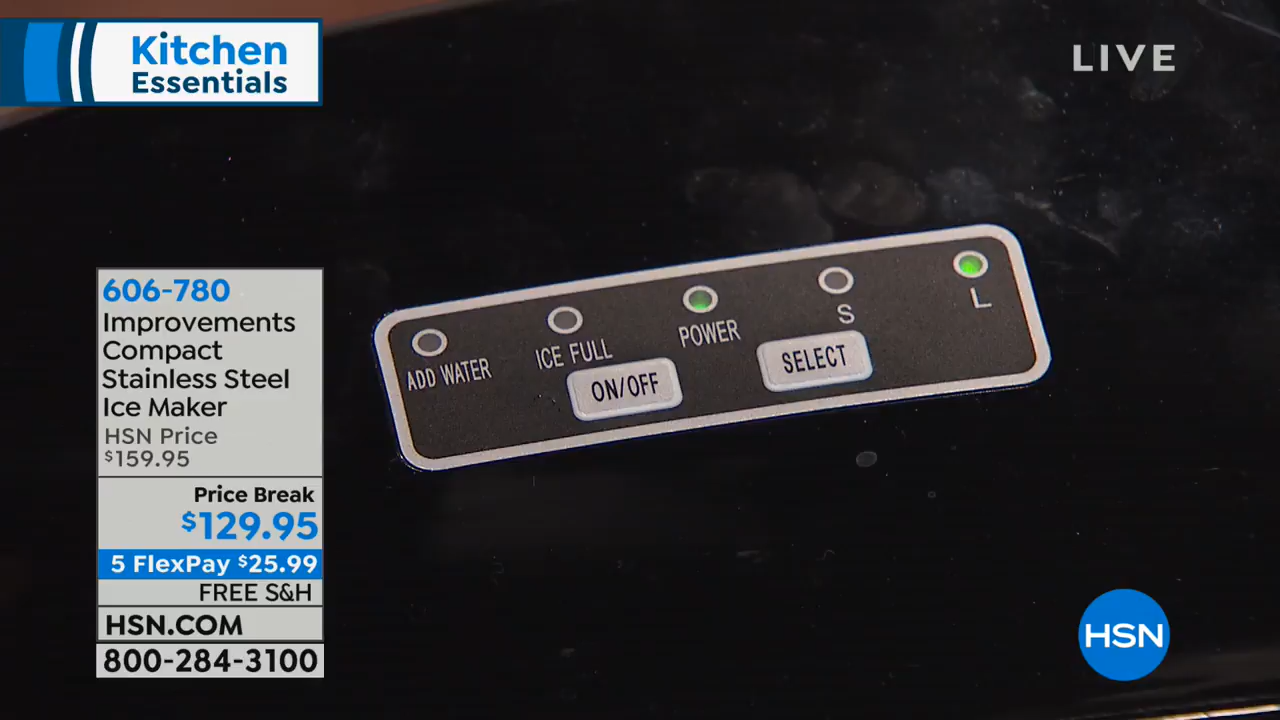 Kitchen
Essentials
LIVE
606-780
Improvements
Compact
Stainless Steel
Ice Maker
HSN Price
$159.95
Price Break
$129.95
5 FlexPay $25.99
FREE S&H
HSN.COM
800-284-3100
ADD WATER
ICE FULL
POWER
S
L
ON/OFF
SELECT
HSN